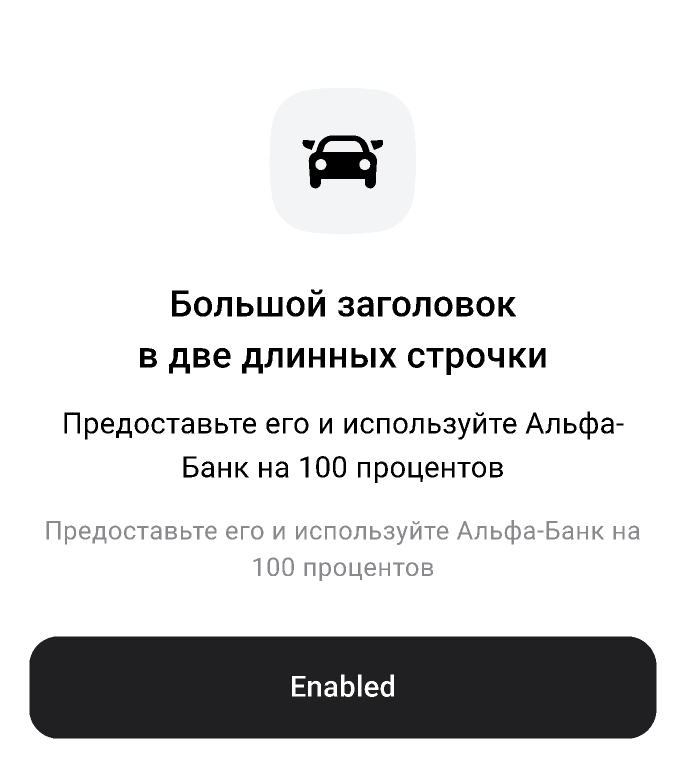 Большой заголовок
в две длинных строчки
Предоставьте его и используйте Альфа-
Банк на 100 процентов
Предоставьте его и используйте Альфа-Банк на
100 процентов
Enabled